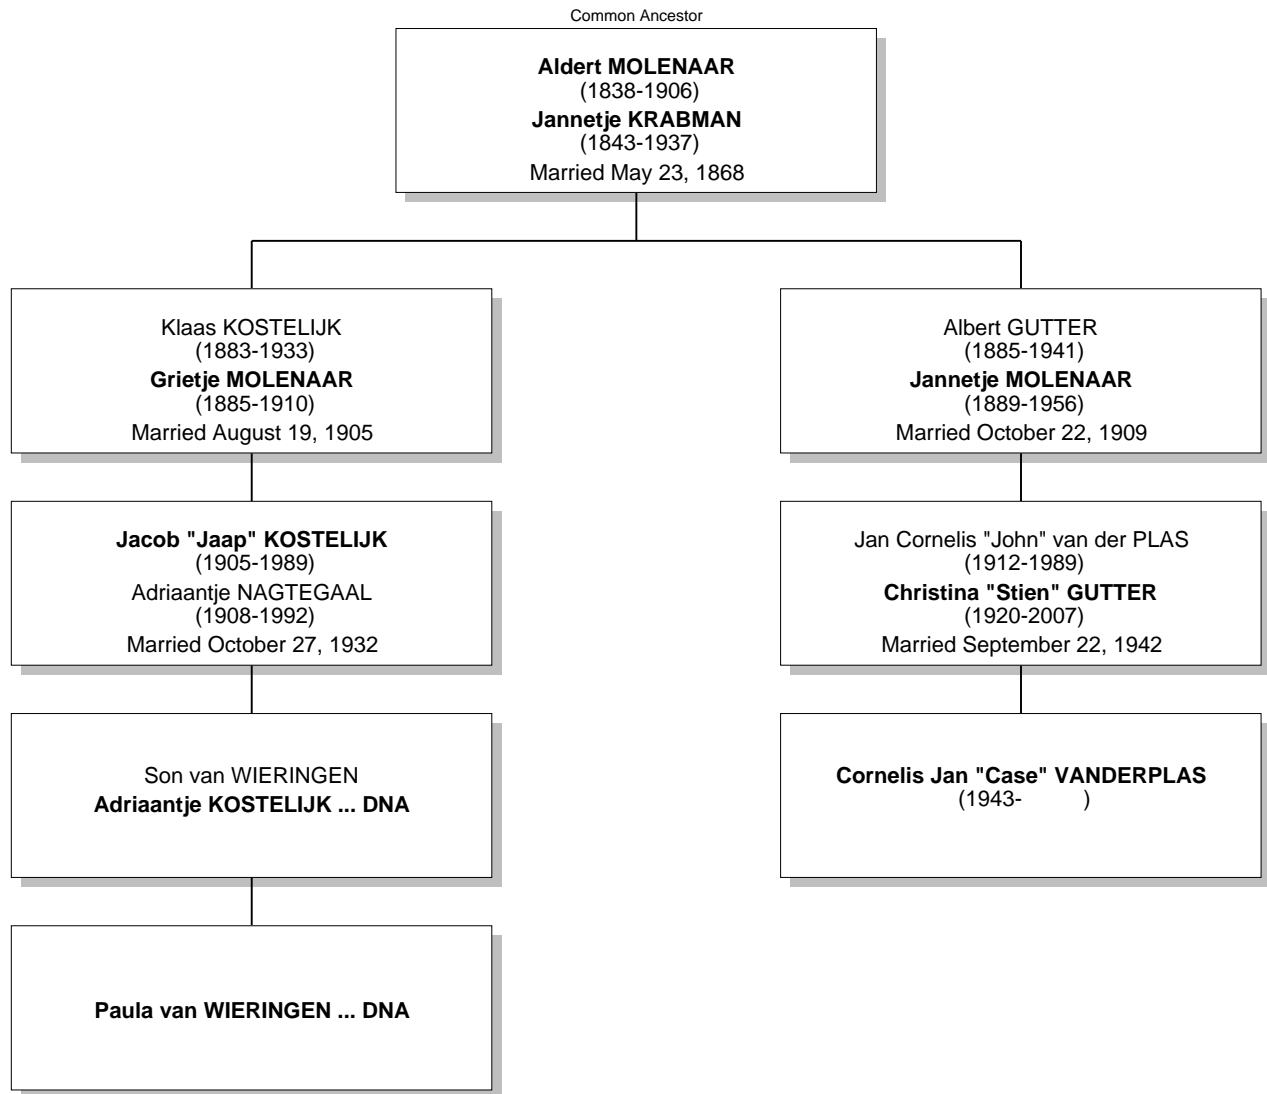 Common Ancestor
Aldert MOLENAAR
(1838-1906)
Jannetje KRABMAN
(1843-1937)
Married May 23, 1868
Klaas KOSTELIJK
(1883-1933)
Grietje MOLENAAR
(1885-1910)
Married August 19, 1905
Albert GUTTER
(1885-1941)
Jannetje MOLENAAR
(1889-1956)
Married October 22, 1909
Jacob "Jaap" KOSTELIJK
(1905-1989)
Adriaantje NAGTEGAAL
(1908-1992)
Married October 27, 1932
Jan Cornelis "John" van der PLAS
(1912-1989)
Christina "Stien" GUTTER
(1920-2007)
Married September 22, 1942
Son van WIERINGEN
Adriaantje KOSTELIJK ... DNA
Cornelis Jan "Case" VANDERPLAS
(1943-          )
Paula van WIERINGEN ... DNA